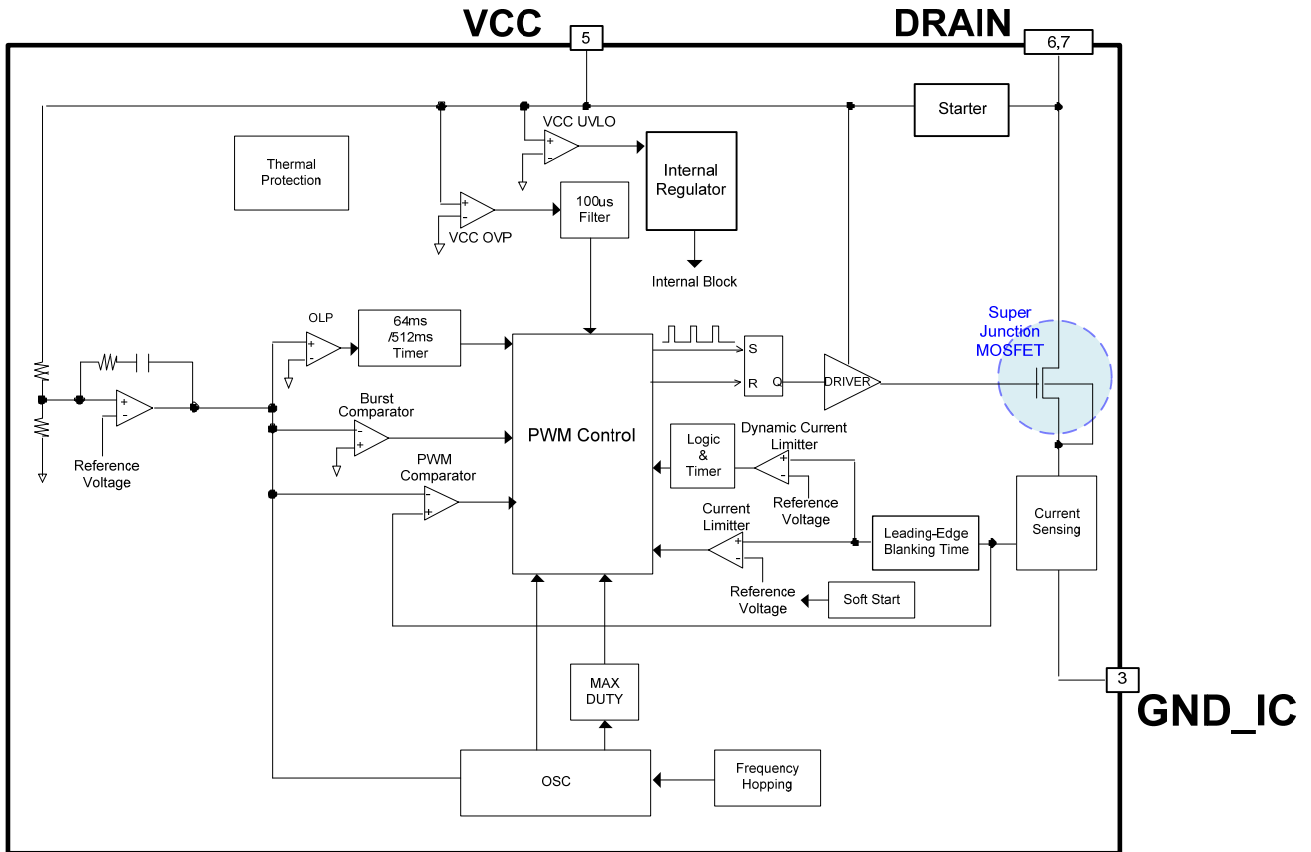 VCC
DRAIN
5
6,7
Starter
VCC UVLO
+
-
Thermal
Protection
Internal
Regulator
100us
Filter
+
-
VCC OVP
Internal Block
OLP
+
-
64ms
/512ms
Timer
Super
Junction
MOSFET
S
R
Q
DRIVER
+
-
Reference
Voltage
Burst
Comparator
-
+
PWM Control
PWM
Comparator
-
+
Logic
&
Timer
Dynamic Current
Limitter
+
-
Reference
Voltage
Current
Limitter
+
-
Reference
Voltage
Leading-Edge
Blanking Time
Current
Sensing
Soft Start
MAX
DUTY
3
GND_IC
OSC
Frequency
Hopping